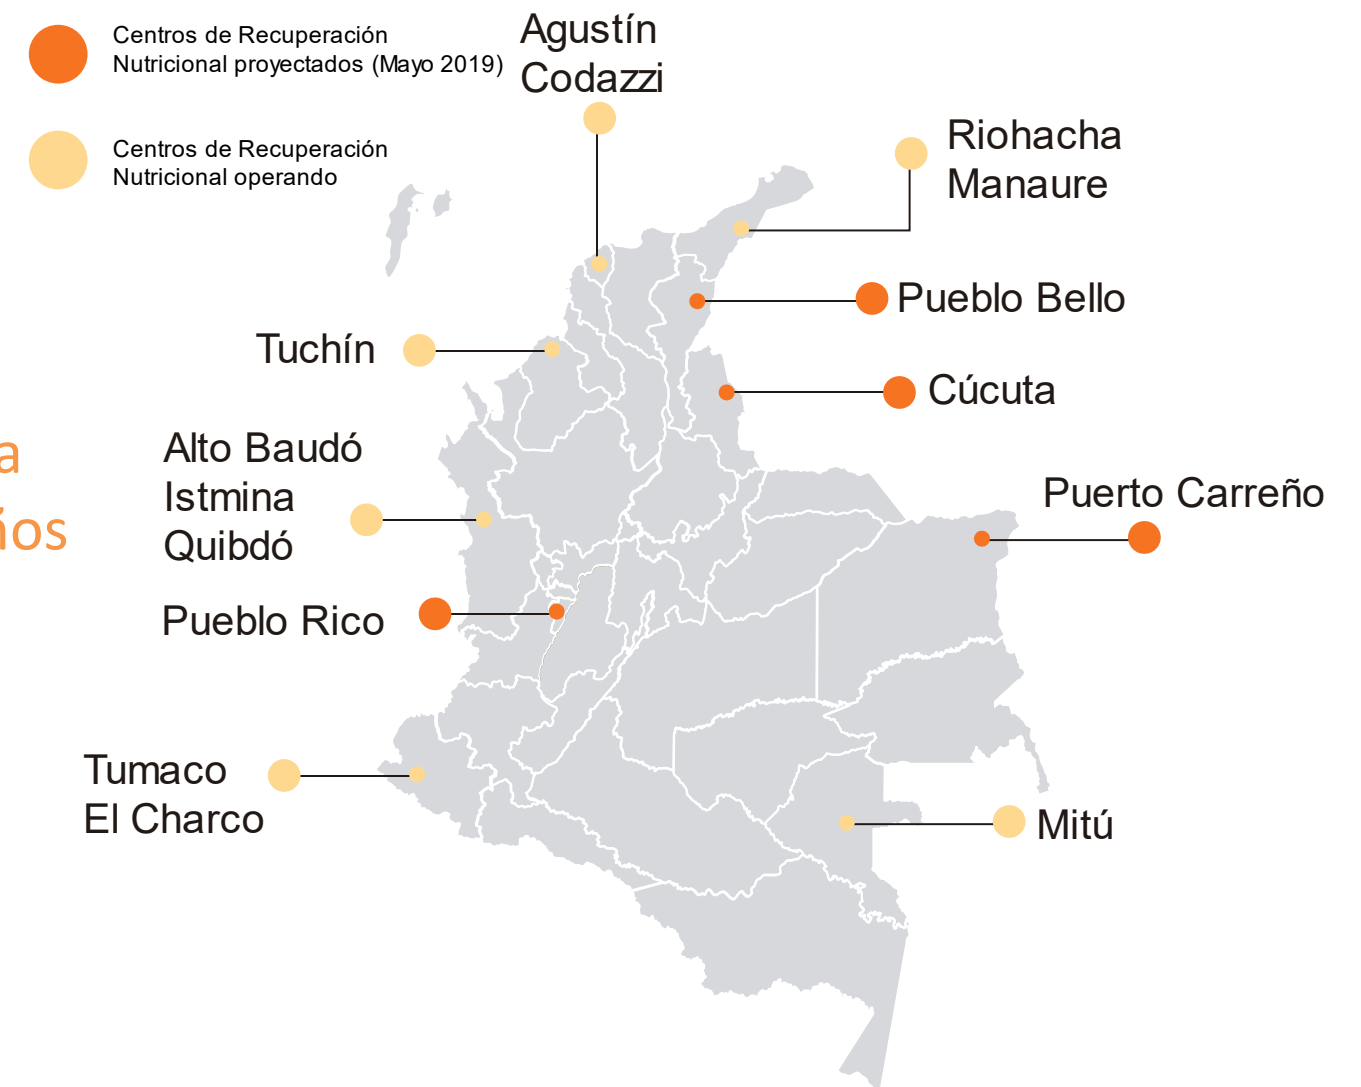 Centros de Recuperación
Nutricional proyectados (Mayo 2019)
Centros de Recuperación
Nutricional operando
Agustín
Codazzi
Riohacha
Manaure
Pueblo Bello
Tuchín
Cúcuta
Alto Baudó
Istmina
Quibdó
a
ños
Puerto Carreño
Pueblo Rico
Tumaco
El Charco
Mitú